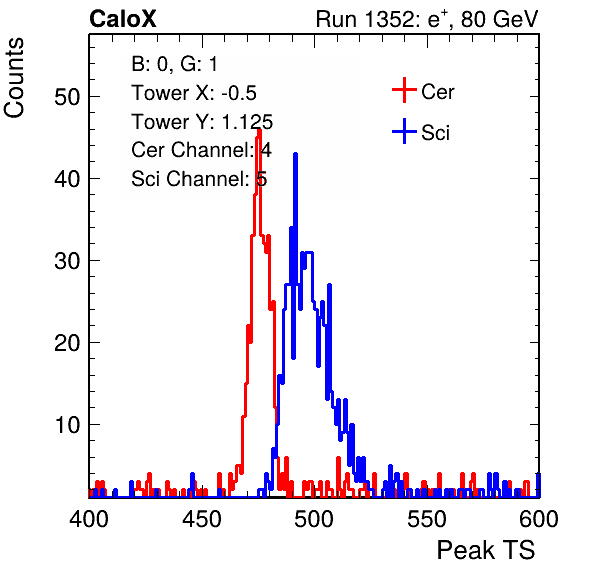 CaloX Run 1352: e⁺, 80 GeV
Counts
B: 0, G: 1
Tower X: -0.5
Tower Y: 1.125
Cer Channel: 4
Sci Channel: 5
Cer
Sci
50
40
30
20
10
400 450 500 550 600
Peak TS